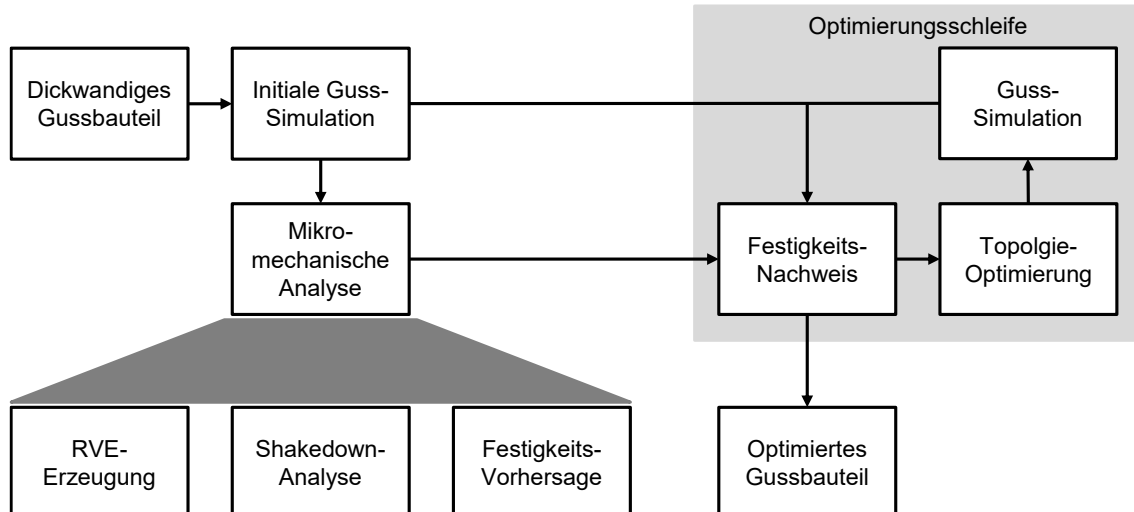 Optimierungsschleife
Dickwandiges
Gussbauteil
Initiale Guss-
Simulation
Guss-
Simulation
Mikro-
mechanische
Analyse
Festigkeits-
Nachweis
Topolgie-
Optimierung
RVE-
Erzeugung
Shakedown-
Analyse
Festigkeits-
Vorhersage
Optimiertes
Gussbauteil